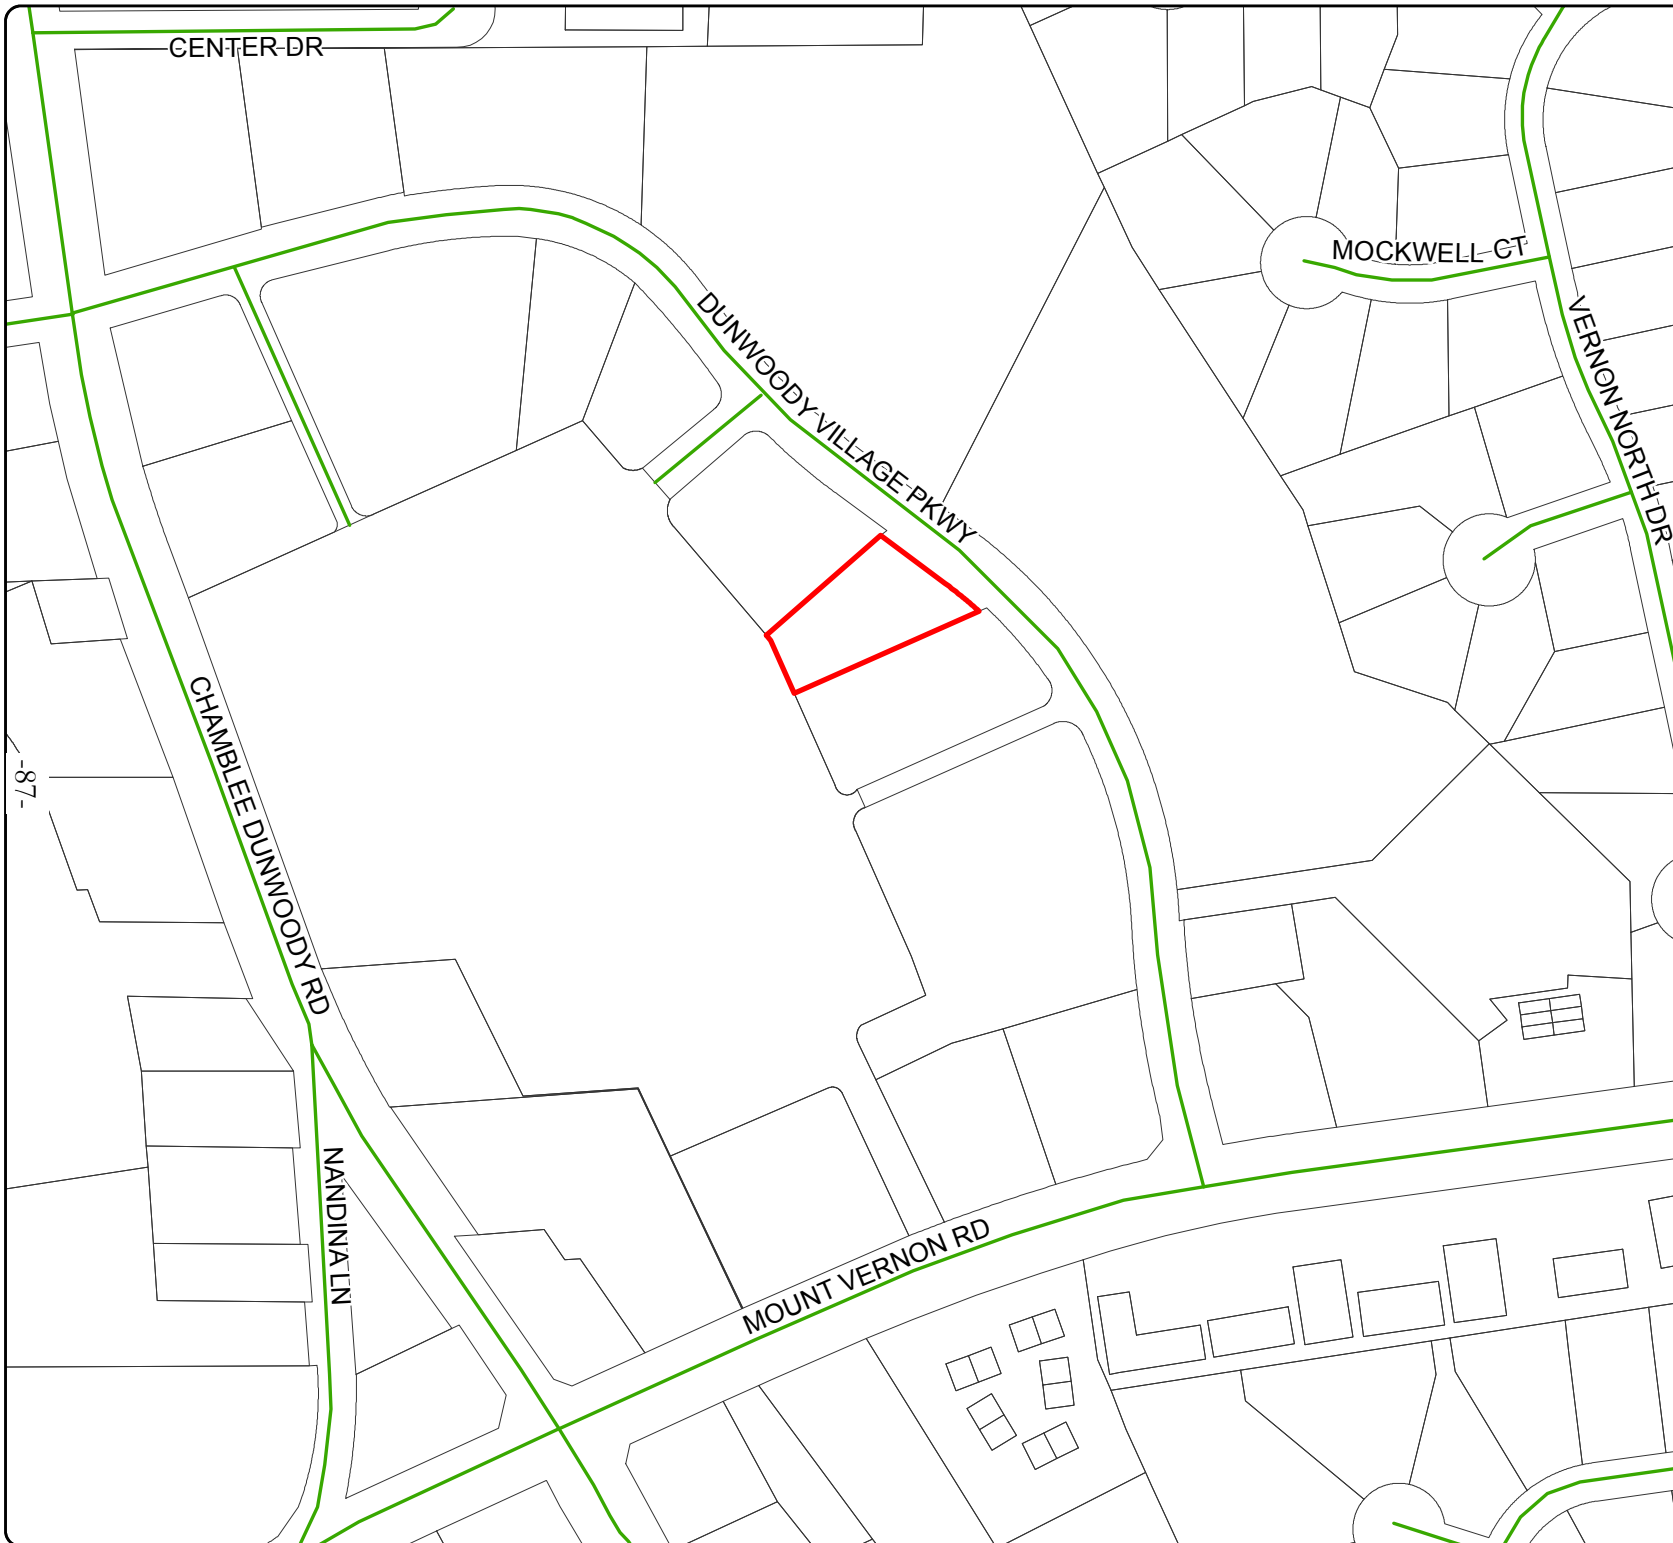 CENTER DR
MOCKWELL CT
DUNWOODY VILLAGE PKWY
VERNON NORTH DR
CHAMBLEE DUNWOODY RD
-87-
NANDINA LN
MOUNT VERNON RD